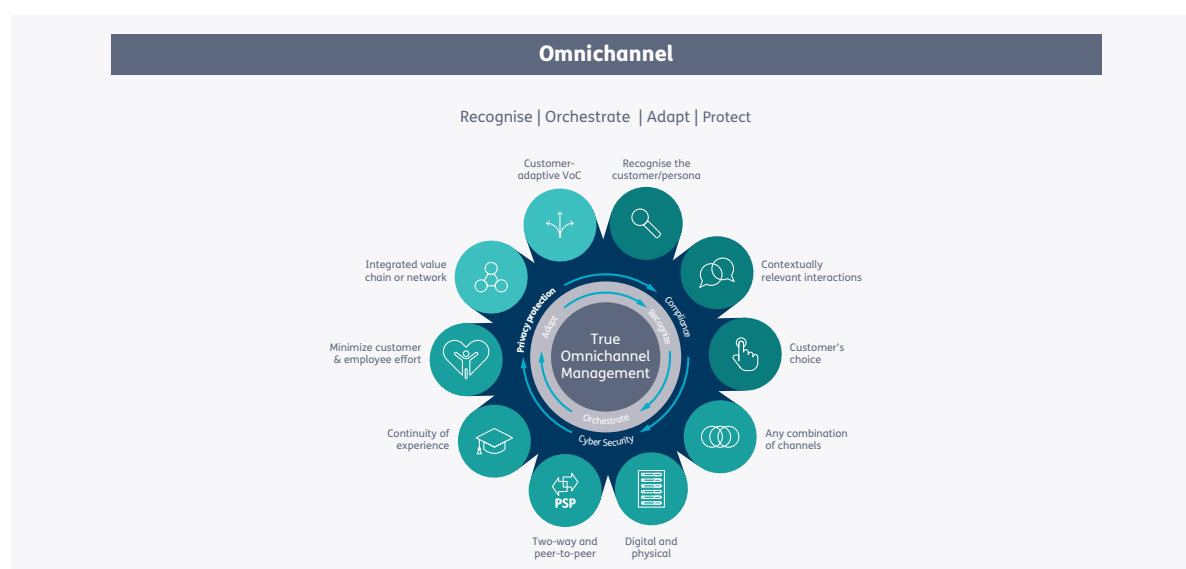 Omnichannel
Recognise | Orchestrate | Adapt | Protect
Customer-
adaptive VoC
Recognise the
customer/persona
Integrated value
chain or network
Contextually
relevant interactions
Privacy protection
Compliance
Adapt
Recognize
True
Omnichannel
Management
Minimize customer
& employee effort
Customer's
choice
Orchestrate
Cyber Security
Continuity of
experience
Any combination
of channels
PSP
Two-way and
peer-to-peer
Digital and
physical